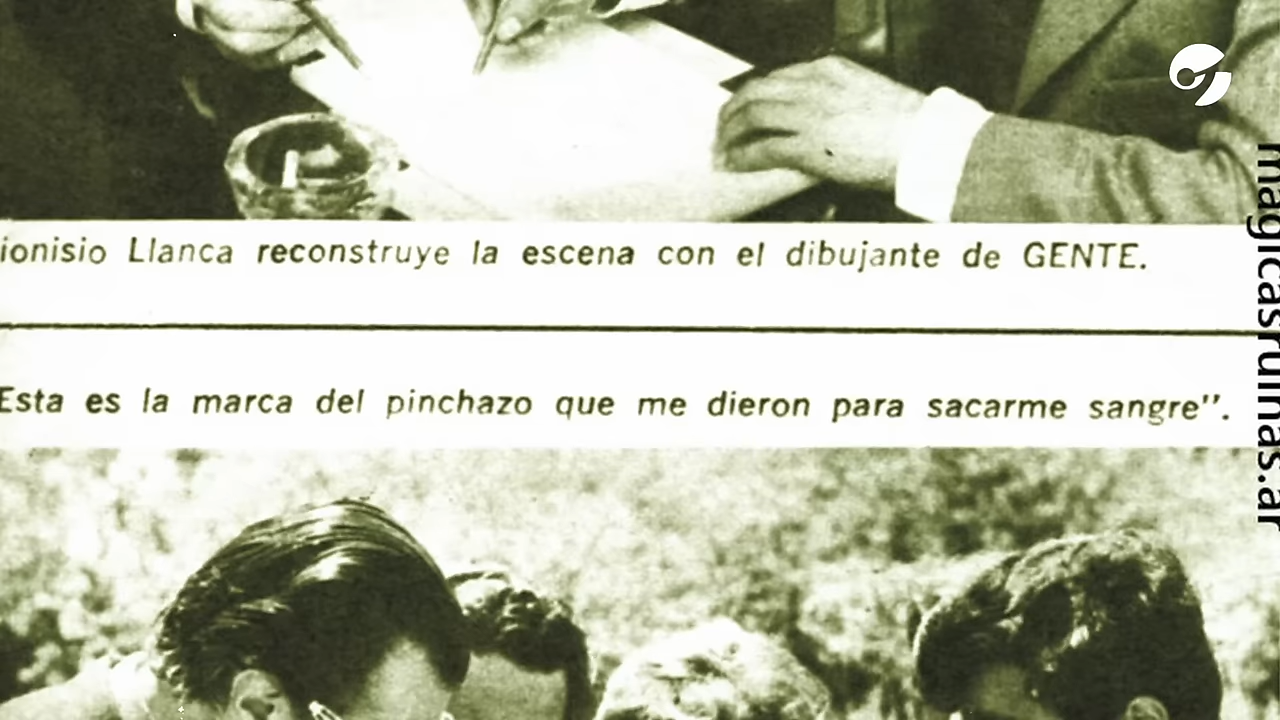 ionisio Llanca reconstruye la escena con el dibujante de GENTE.
Esta es la marca del pinchazo que me dieron para sacarme sangre".
magicasruinas.ar